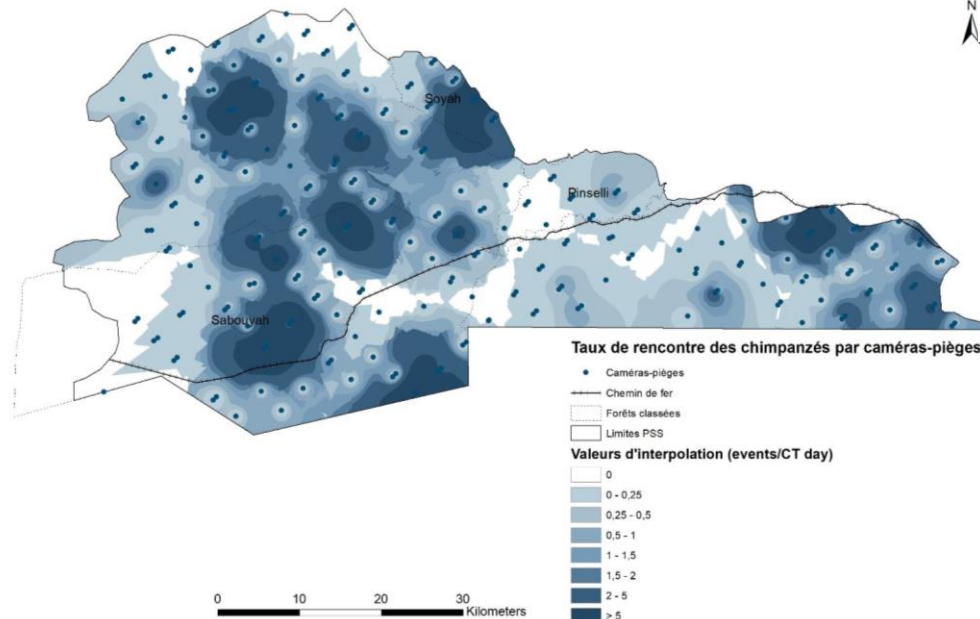 N
Soyah
Pinselli
Sabouyah
Taux de rencontre des chimpanzés par caméras-pièges
Caméras-pièges
Chemin de fer
Forêts classées
Limites PSS
Valeurs d'interpolation (events/CT day)
0
0 - 0,25
0,25 - 0,5
0,5 - 1
1 - 1,5
1,5 - 2
2 - 5
> 5
0 10 20 30
Kilometers